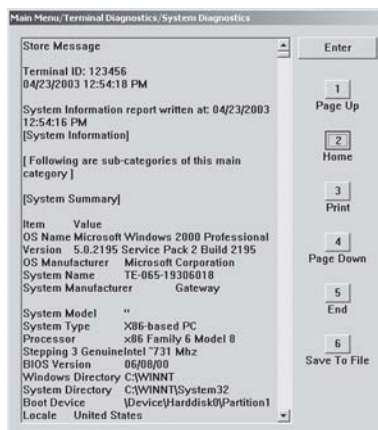 Main Menu/Terminal Diagnostics/System Diagnostics
Store Message
Terminal ID: 123456
04/23/2003 12:54:18 PM
System Information report written at: 04/23/2003
12:54:16 PM
[System Information]
[ Following are sub-categories of this main
category ]
[System Summary]
Item Value
OS Name Microsoft Windows 2000 Professional
Version 5.0.2195 Service Pack 2 Build 2195
OS Manufacturer Microsoft Corporation
System Name TE-065-19306018
System Manufacturer Gateway
System Model "
System Type X86-based PC
Processor x86 Family 6 Model 8
Stepping 3 GenuineIntel ~731 Mhz
BIOS Version 06/08/00
Windows Directory C:\WINNT
System Directory C:\WINNT\System32
Boot Device \Device\Harddisk0\Partition1
Locale United States
Enter
1
Page Up
2
Home
3
Print
4
Page Down
5
End
6
Save To File